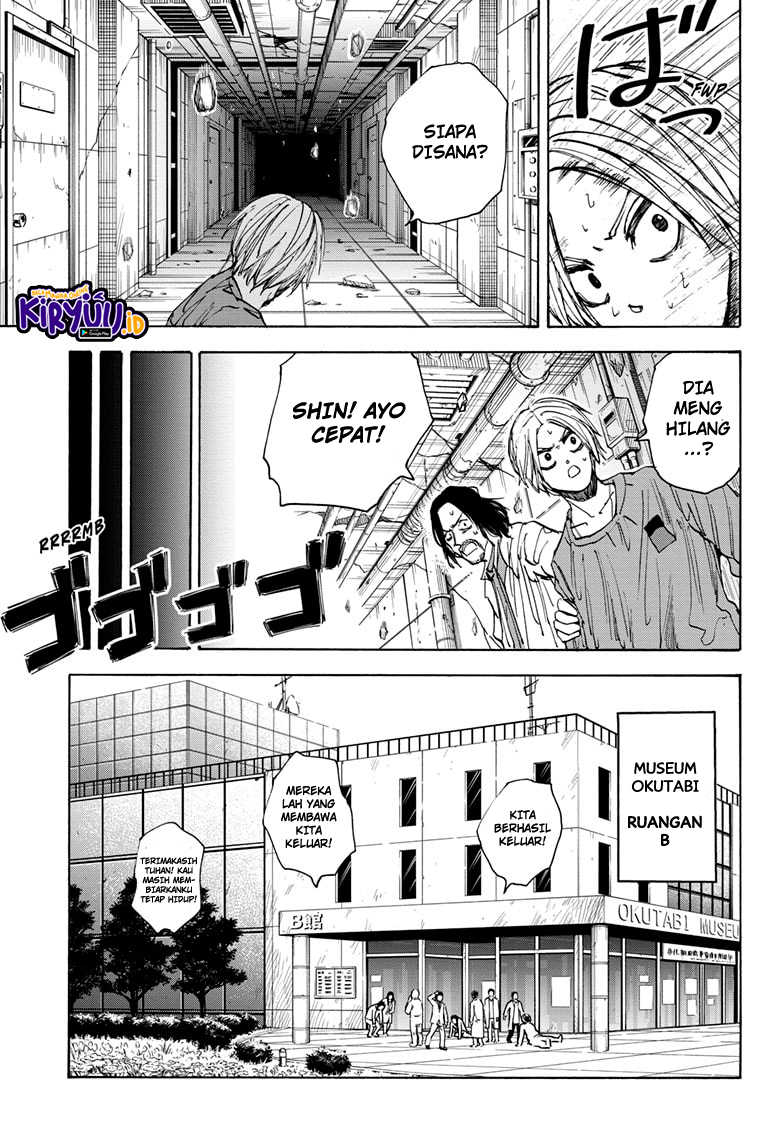 ばっ
FWP
SIAPA
DISANA?
KIRYUU.ID
Google Play
DIA
MENG
HILANG
...?
SHIN! AYO
CEPAT!
RRRRMB
ゴゴゴゴ
MUSEUM
OKUTABI
RUANGAN
B
KITA
BERHASIL
KELUAR!
MEREKA
LAH YANG
MEMBAWA
KITA
KELUAR!
TERIMAKASIH
TUHAN! KAU
MASIH MEM-
BIARKANKU
TETAP HIDUP!
B館
OKUTABI MUSEU